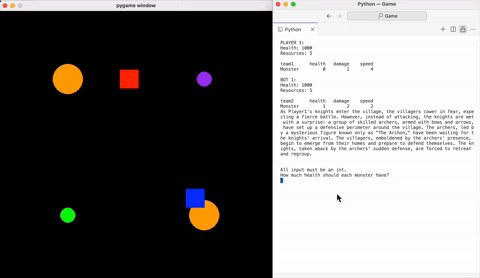 pygame window
Python — Game
Game
Python
PLAYER 1:
Health: 1000
Resources: 5
team1 health damage speed
Monster 0 1 4
BOT 1:
Health: 1000
Resources: 5
team2 health damage speed
Monster 1 2 2
As Player1's knights enter the village, the villagers cower in fear, expe
cting a fierce battle. However, instead of attacking, the knights are met
with a surprise: a group of skilled archers, armed with bows and arrows,
have set up a defensive perimeter around the village. The archers, led b
y a mysterious figure known only as "The Archon," have been waiting for t
he knights' arrival. The villagers, emboldened by the archers' presence,
begin to emerge from their homes and prepare to defend themselves. The kn
ights, taken aback by the archers' sudden defense, are forced to retreat
and regroup.
All input must be an int.
How much health should each monster have?